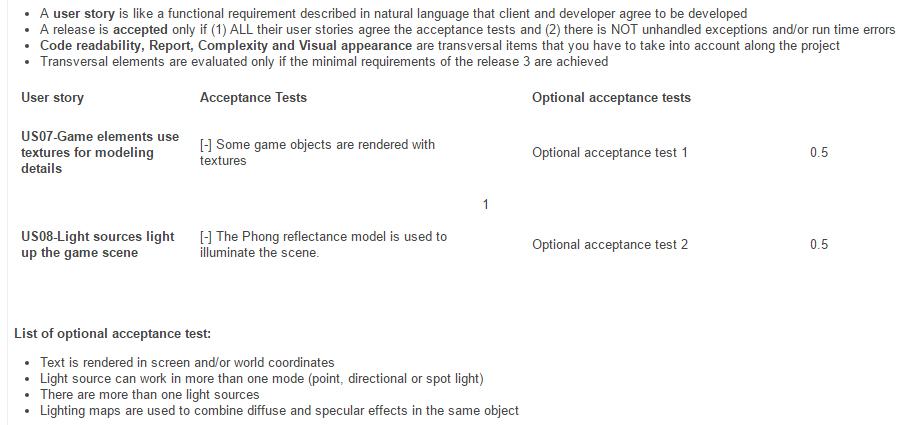 • A user story is like a functional requirement described in natural language that client and developer agree to be developed
• A release is accepted only if (1) ALL their user stories agree the acceptance tests and (2) there is NOT unhandled exceptions and/or run time errors
• Code readability, Report, Complexity and Visual appearance are transversal items that you have to take into account along the project
• Transversal elements are evaluated only if the minimal requirements of the release 3 are achieved
User story Acceptance Tests Optional acceptance tests
US07-Game elements use
textures for modeling
details
[-] Some game objects are rendered with
textures
Optional acceptance test 1 0.5
1
US08-Light sources light
up the game scene
[-] The Phong reflectance model is used to
illuminate the scene.
Optional acceptance test 2 0.5
List of optional acceptance test:
• Text is rendered in screen and/or world coordinates
• Light source can work in more than one mode (point, directional or spot light)
• There are more than one light sources
• Lighting maps are used to combine diffuse and specular effects in the same object